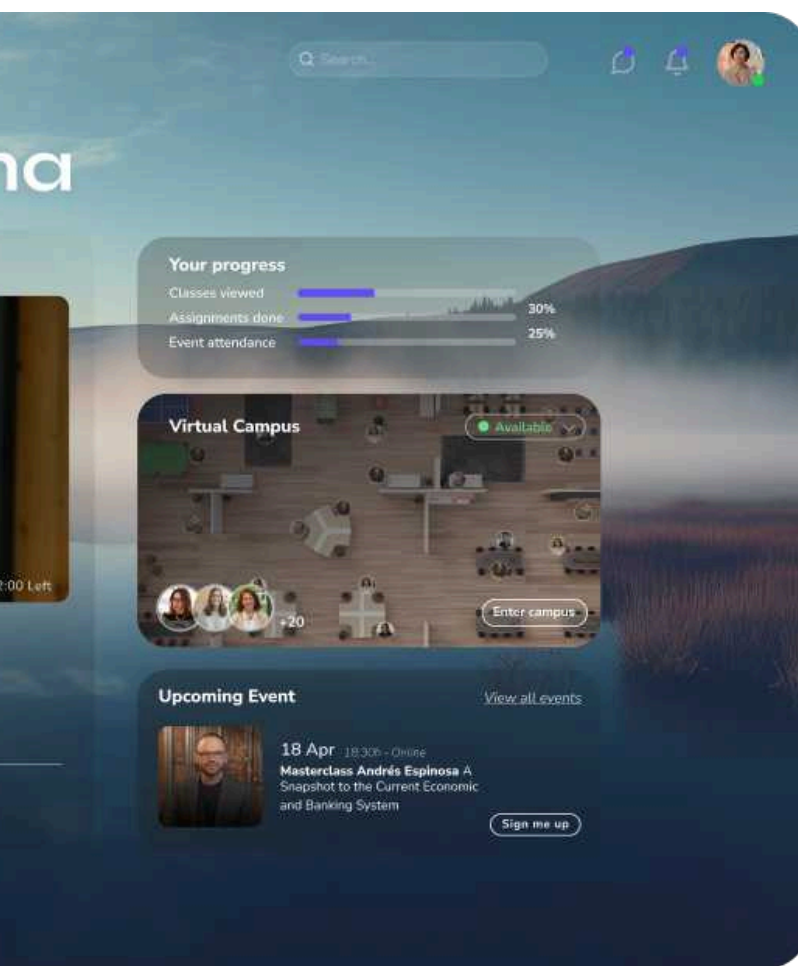 Search...
na
Your progress
Classes viewed
30%
Assignments done
25%
Event attendance
Virtual Campus
Available
2:00 Left
+20
Enter campus
Upcoming Event
View all events
18 Apr 18:30h - Online
Masterclass Andrés Espinosa A
Snapshot to the Current Economic
and Banking System
Sign me up